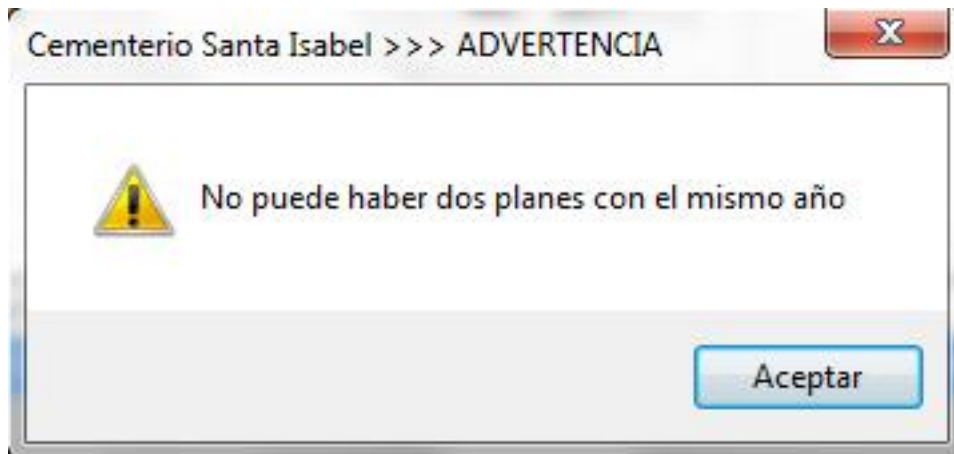 Cementerio Santa Isabel >>> ADVERTENCIA
No puede haber dos planes con el mismo año
Aceptar